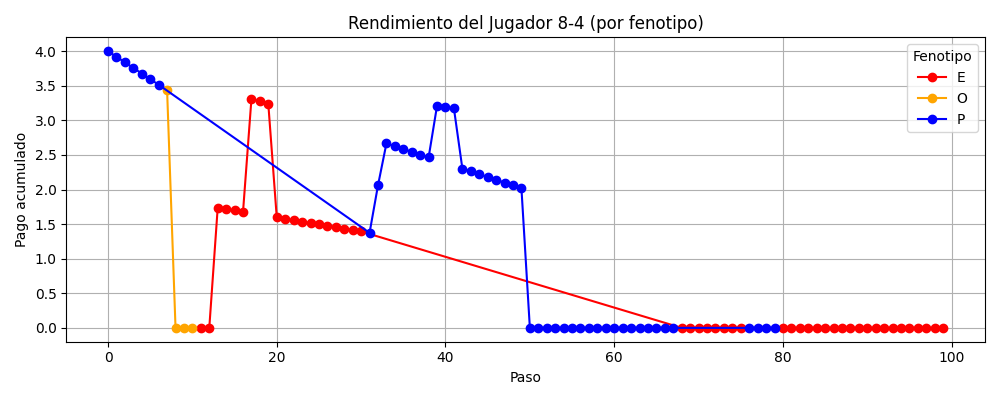 Rendimiento del Jugador 8-4 (por fenotipo)
Pago acumulado
4.0
3.5
3.0
2.5
2.0
1.5
1.0
0.5
0.0
Fenotipo
E
O
P
0 20 40 60 80 100
Paso